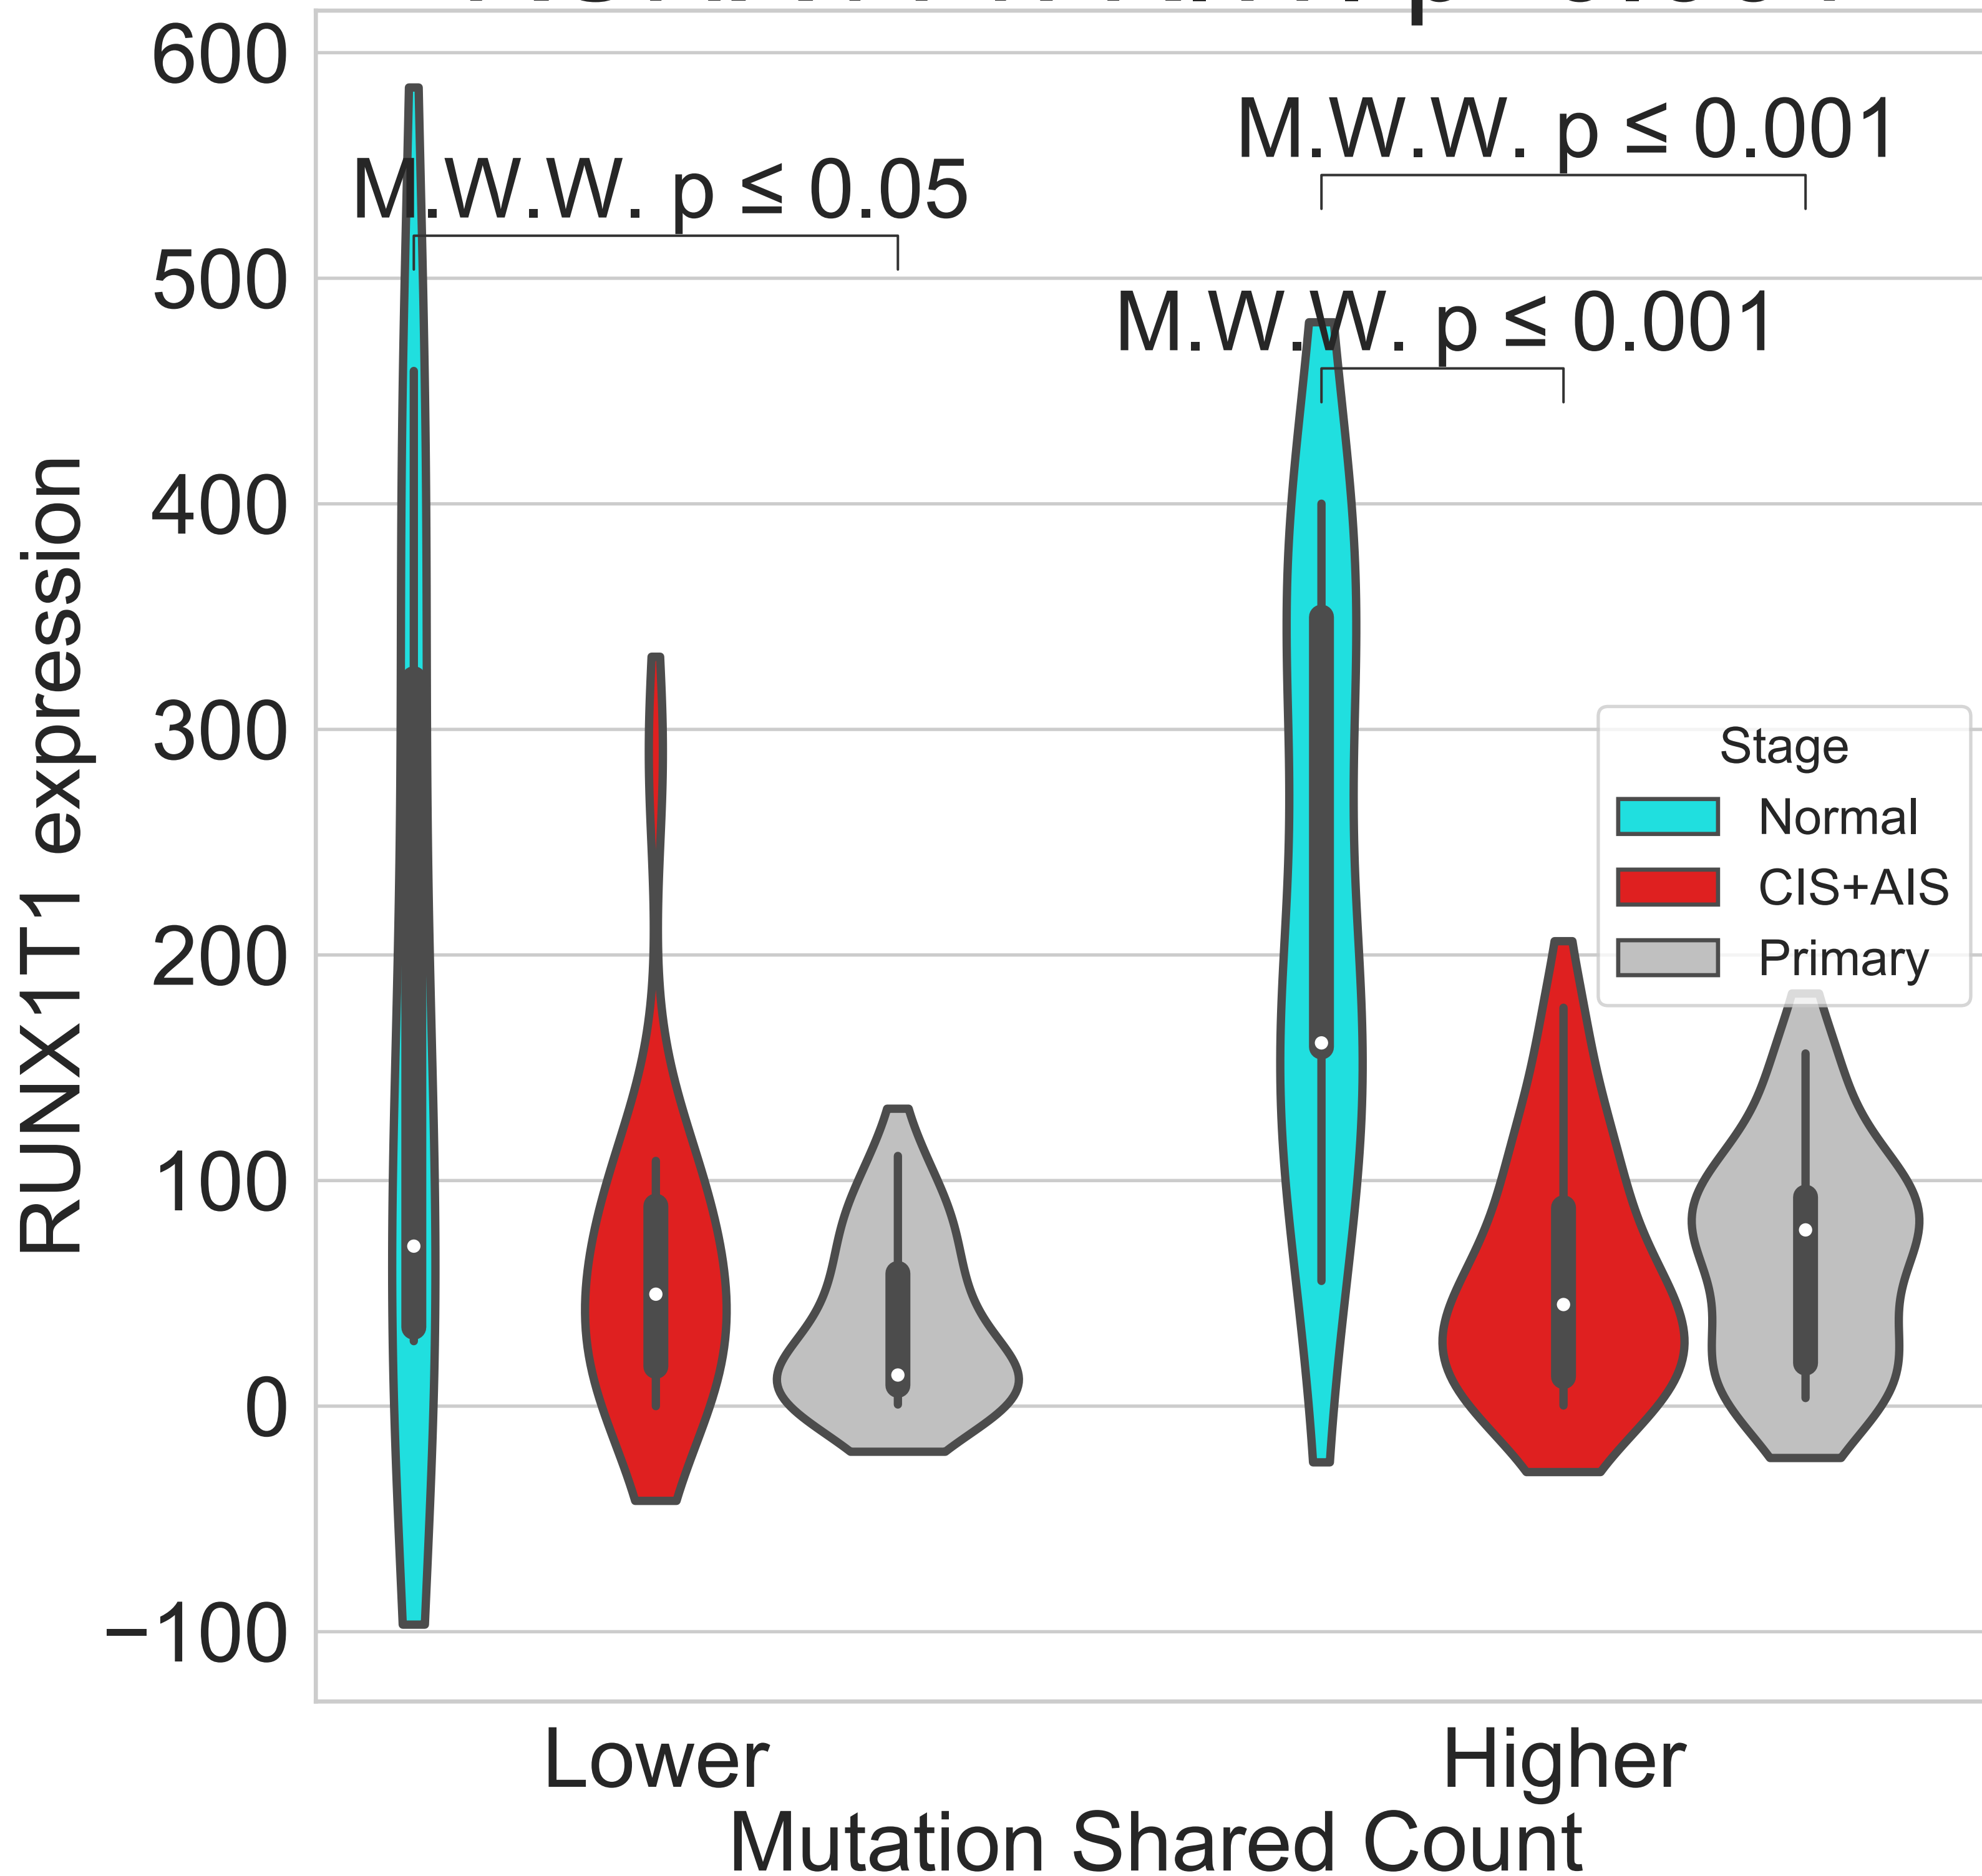 600
M.W.W. p ≤ 0.001
M.W.W. p ≤ 0.05
500
M.W.W. p ≤ 0.001
400
300
200
100
0
−100
RUNX1T1 expression
Stage
Normal
CIS+AIS
Primary
Lower
Higher
Mutation Shared Count